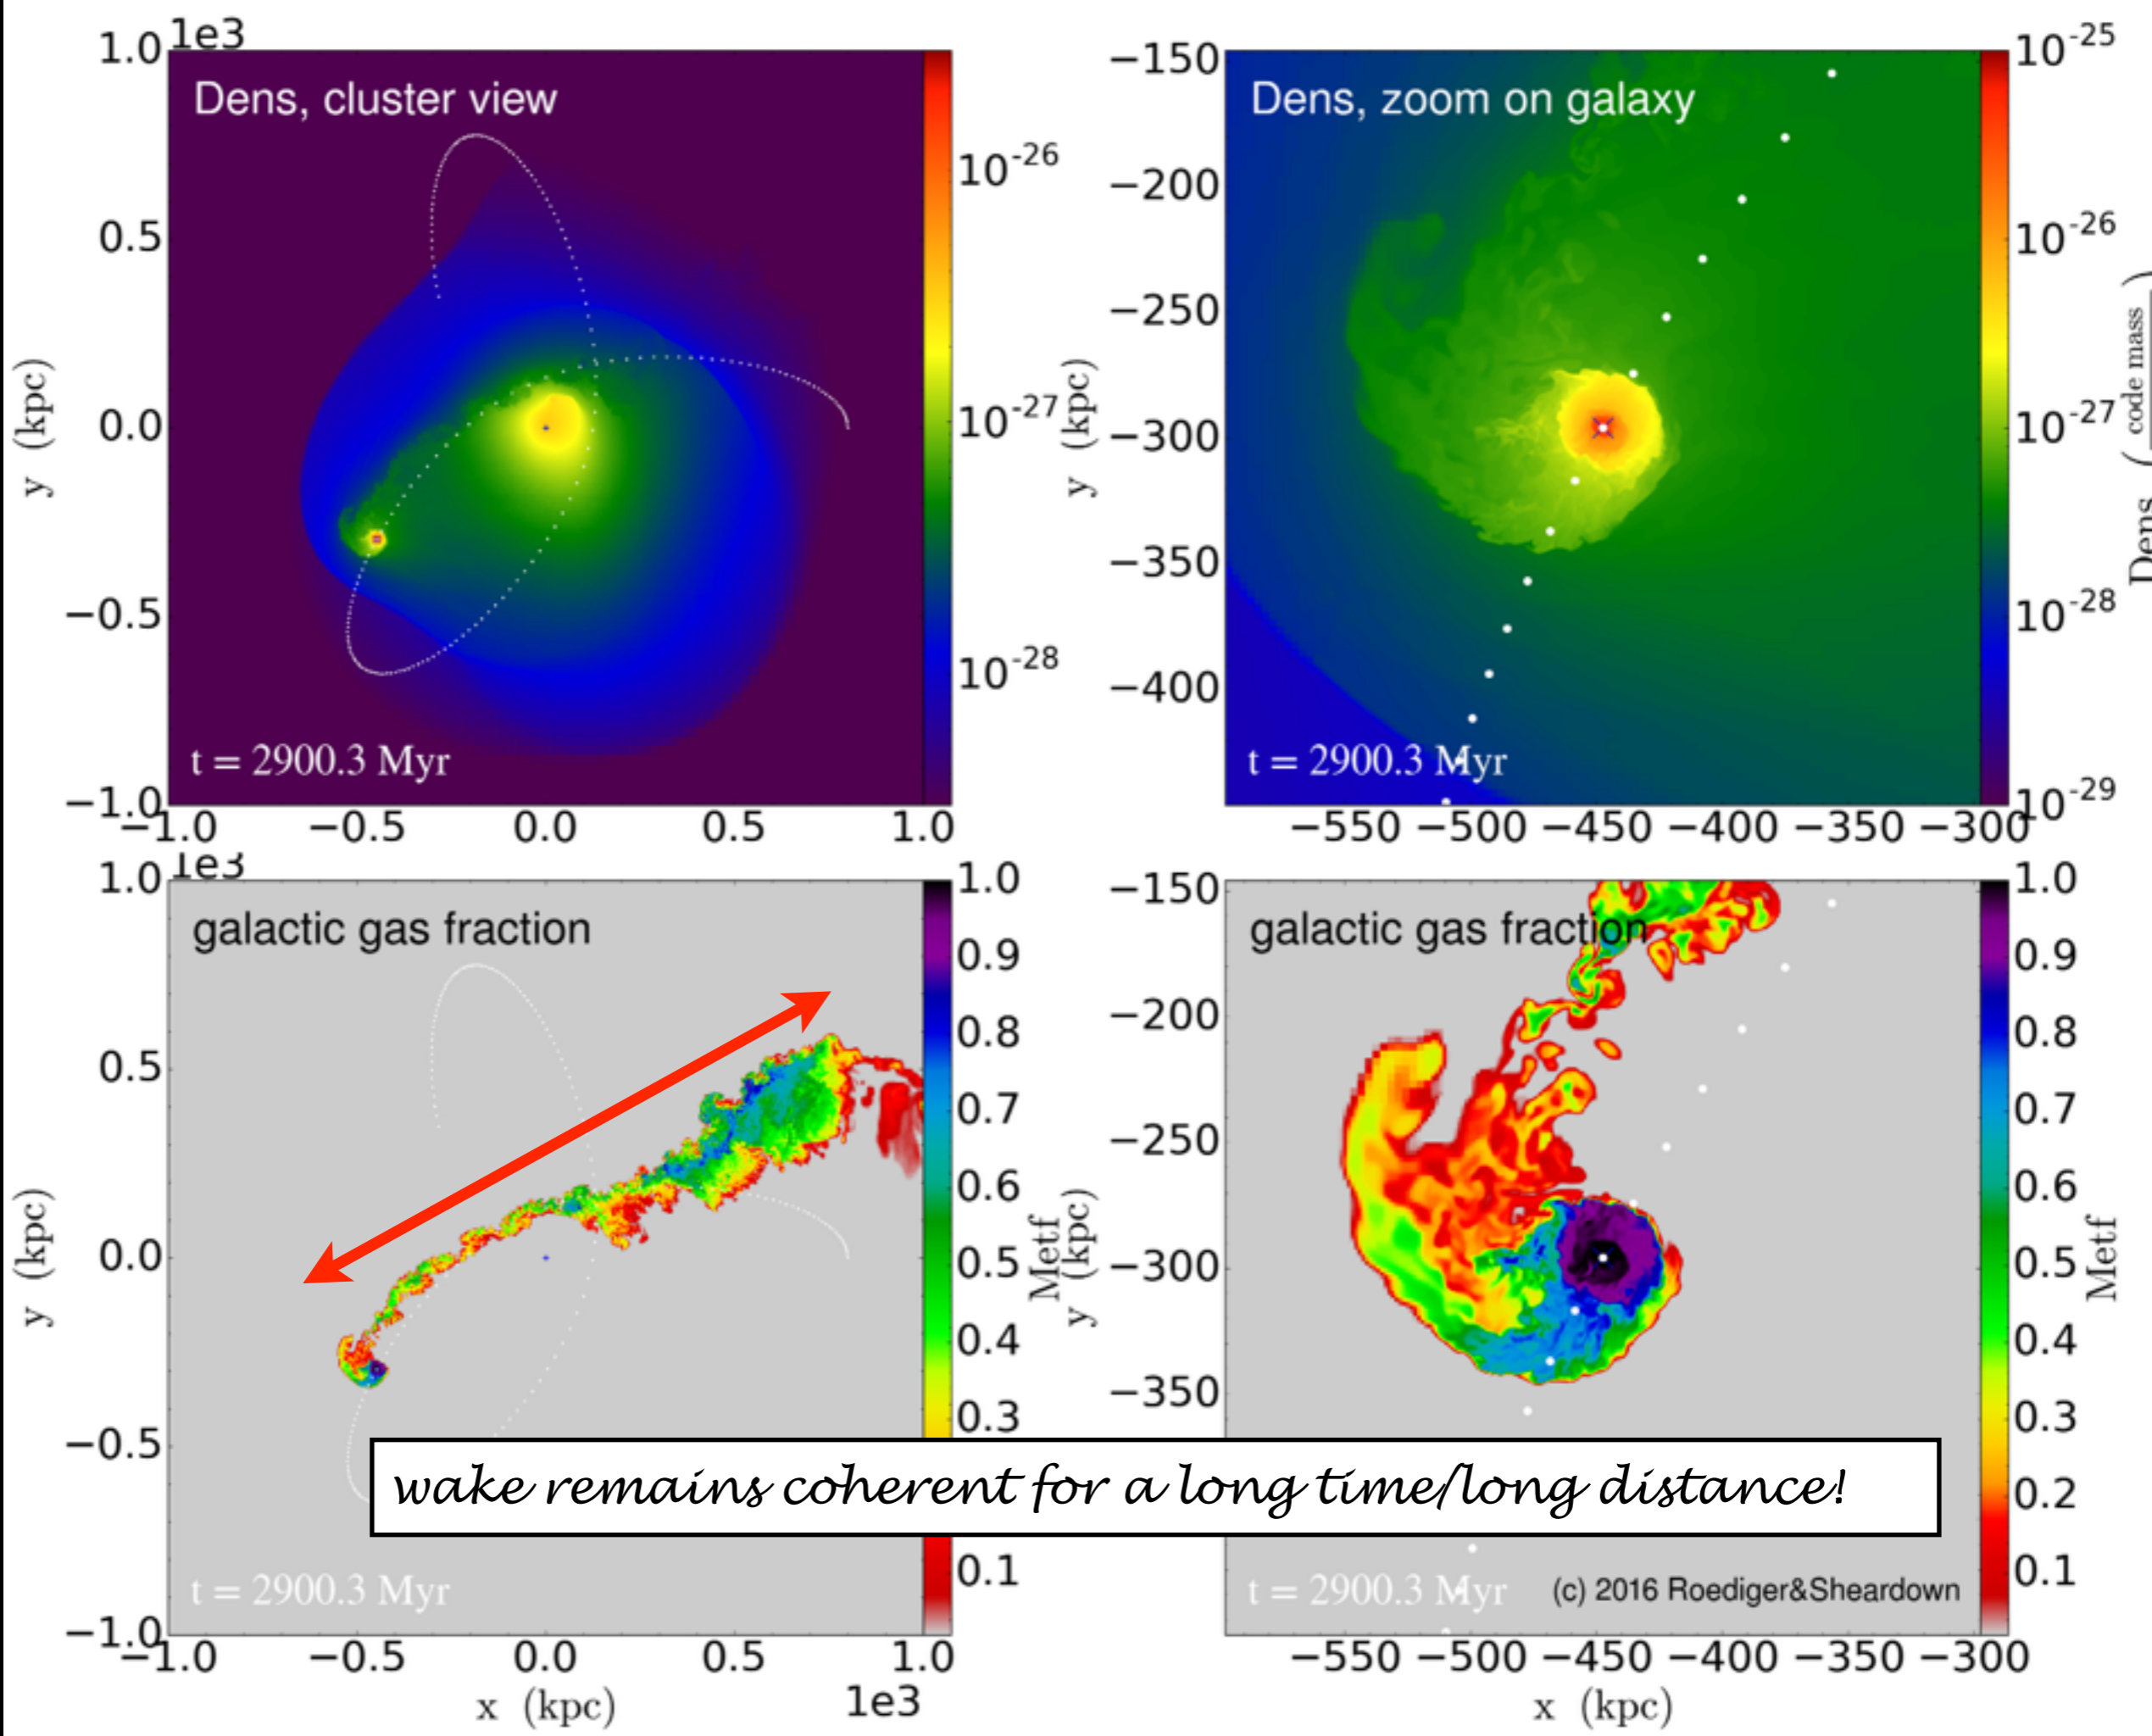 1.0 1e3
0.5
0.0
−0.5
−1.0
y (kpc)
Dens, cluster view
t = 2900.3 Myr
−1.0 −0.5 0.0 0.5 1.0
10-26
10-27
10-28
−150
−200
−250
−300
−350
−400
y (kpc)
Dens, zoom on galaxy
t = 2900.3 Myr
−550 −500 −450 −400 −350 −300
10-25
10-26
10-27
10-28
10-29
Dens ( code mass
1.0 1e3
0.5
0.0
−0.5
−1.0
y (kpc)
galactic gas fraction
t = 2900.3 Myr
−1.0 −0.5 0.0 0.5 1.0
x (kpc) 1e3
1.0
0.9
0.8
0.7
0.6
0.5
0.4
0.3
0.1
Metf
−150
−200
−250
−300
−350
y (kpc)
galactic gas fraction
wake remains coherent for a long time/long distance!
t = 2900.3 Myr
(c) 2016 Roediger&Sheardown
−550 −500 −450 −400 −350 −300
x (kpc)
1.0
0.9
0.8
0.7
0.6
0.5
0.4
0.3
0.2
0.1
Metf